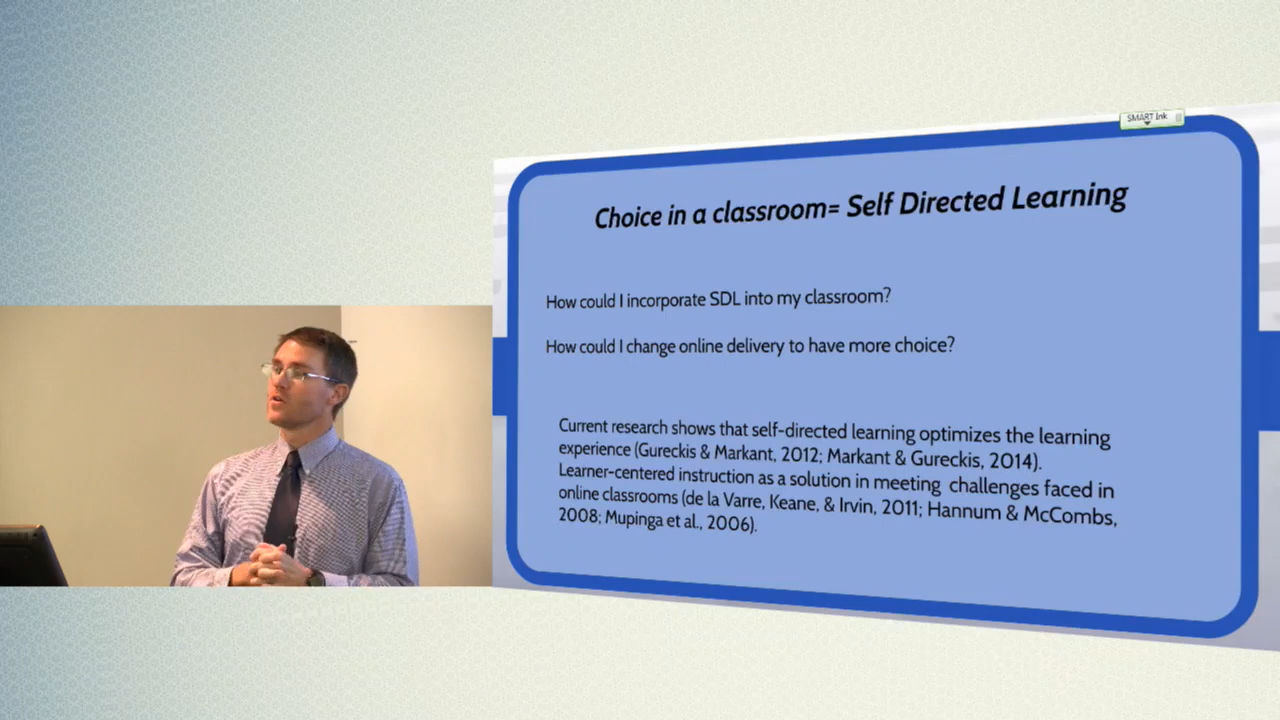 SMART Ink
Choice in a classroom= Self Directed Learning
How could I incorporate SDL into my classroom?
How could I change online delivery to have more choice?
Current research shows that self-directed learning optimizes the learning
experience (Gureckis & Markant, 2012; Markant & Gureckis, 2014).
Learner-centered instruction as a solution in meeting challenges faced in
online classrooms (de la Varre, Keane, & Irvin, 2011; Hannum & McCombs,
2008; Mupinga et al., 2006).